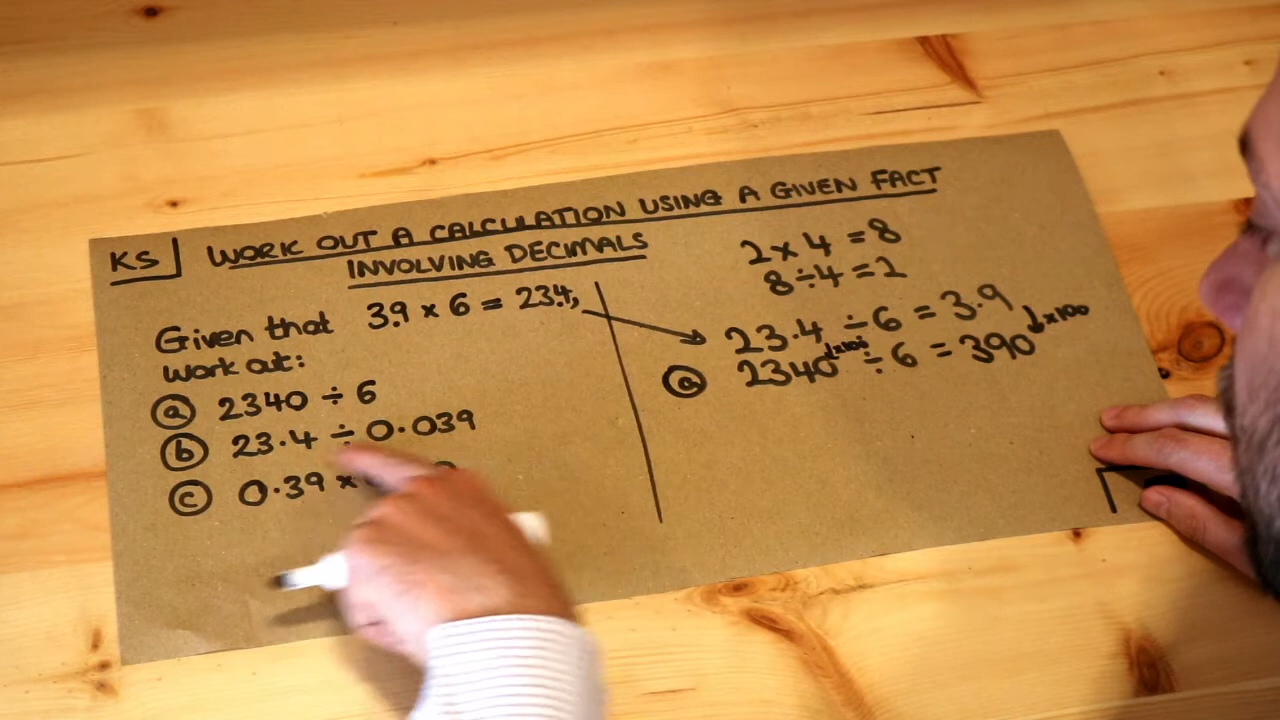 KS WORK OUT A CALCULATION USING A GIVEN FACT
INVOLVING DECIMALS
Given that 3.9 × 6 = 23.4,
work out:
ⓐ 2340 ÷ 6
ⓑ 23.4 ÷ 0.039
ⓒ 0.39 ×
2 × 4 = 8
8 ÷ 4 = 2
23.4 ÷ 6 = 3.9
ⓐ 2340 ÷ 6 = 390
×100
×100